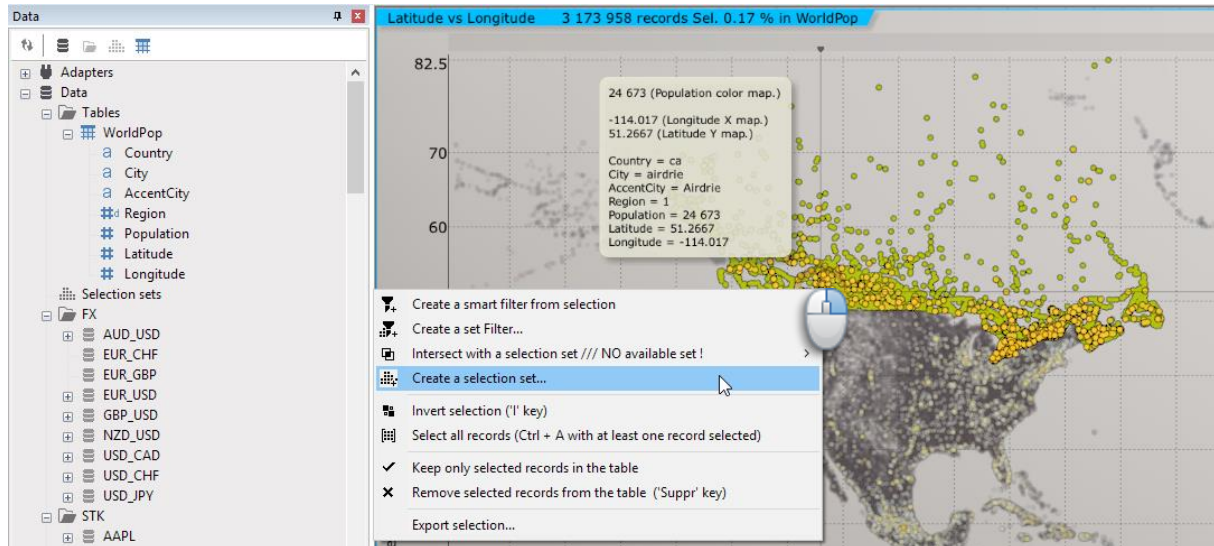 Data
Adapters
Data
Tables
WorldPop
a Country
a City
a AccentCity
#d Region
# Population
# Latitude
# Longitude
Selection sets
FX
AUD_USD
EUR_CHF
EUR_GBP
EUR_USD
GBP_USD
NZD_USD
USD_CAD
USD_CHF
USD_JPY
STK
AAPL
Latitude vs Longitude 3 173 958 records Sel. 0.17 % in WorldPop
82.5
70
60
24 673 (Population color map.)
-114.017 (Longitude X map.)
51.2667 (Latitude Y map.)
Country = ca
City = airdrie
AccentCity = Airdrie
Region = 1
Population = 24 673
Latitude = 51.2667
Longitude = -114.017
Create a smart filter from selection
Create a set Filter...
Intersect with a selection set /// NO available set !
Create a selection set...
Invert selection ('I' key)
Select all records (Ctrl + A with at least one record selected)
Keep only selected records in the table
Remove selected records from the table ('Suppr' key)
Export selection...